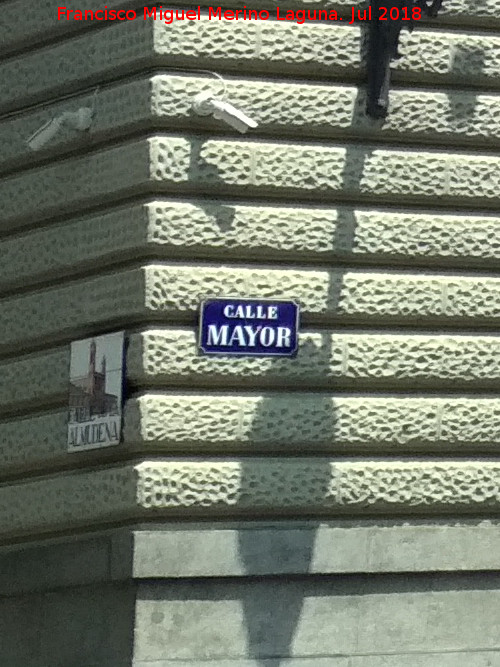 Francisco Miguel Merino Laguna. Jul 2018
CALLE
MAYOR
ALMUDENA